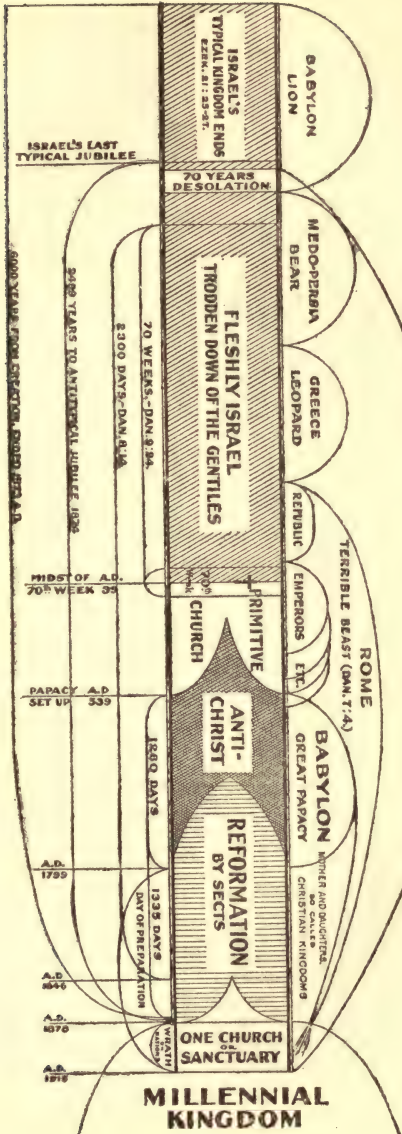 ISRAEL'S
TYPICAL KINGDOM ENDS
EZEK. 21:25-27.
BABYLON
LION
ISRAEL'S LAST
TYPICAL JUBILEE
70 YEARS
DESOLATION
MEDO-PERSIA
BEAR
FLESHLY ISRAEL
TRODDEN DOWN OF THE GENTILES
GREECE
LEOPARD
6000 YEARS FROM CREATION, ENDED
YEARS TO ANTITYPICAL JUBILEE
2300 DAYS,-DAN. 8:14
70 WEEKS,-DAN. 9:24.
REPUBLIC
EMPERORS
ETC.
TERRIBLE BEAST (DAN. 7:4.)
ROME
MIDST OF A.D.
70TH WEEK
70th
Week
PRIMITIVE
CHURCH
PAPACY A.D
SET UP 539
ANTI-
CHRIST
BABYLON
GREAT PAPACY
MOTHER AND DAUGHTERS,
SO CALLED
CHRISTIAN KINGDOMS
1260 DAYS
REFORMATION
BY SECTS
A.D.
1799
1335 DAYS
DAY OF PREPARATION
A.D
1846
A.D.
WRATH
ON
NATIONS
ONE CHURCH
OR
SANCTUARY
A.D.
MILLENNIAL
KINGDOM